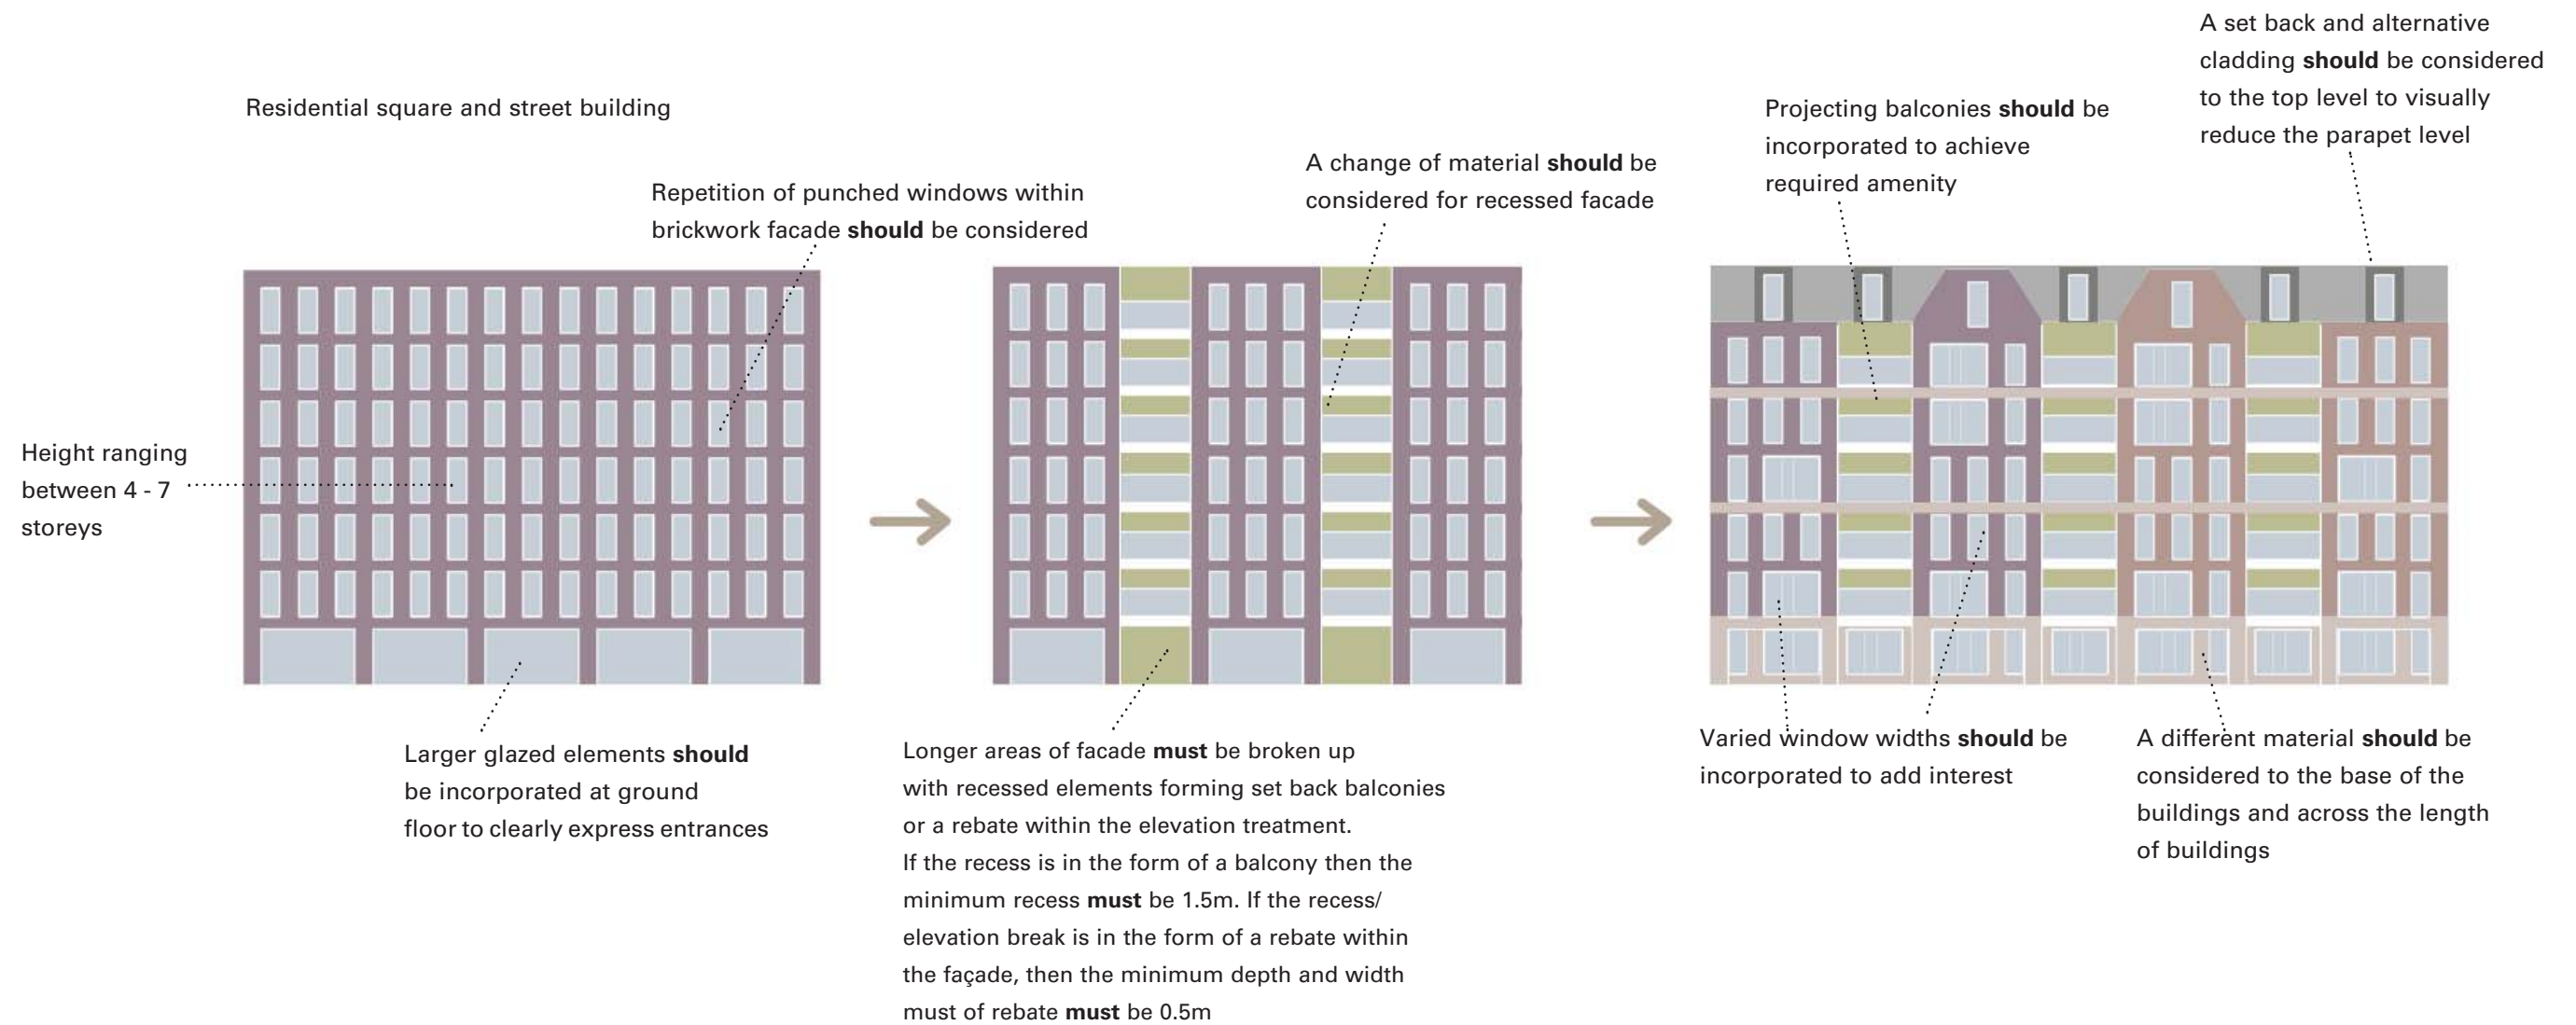 Residential square and street building
Repetition of punched windows within
brickwork facade should be considered
Height ranging
between 4 - 7
storeys
Larger glazed elements should
be incorporated at ground
floor to clearly express entrances
A change of material should be
considered for recessed facade
Longer areas of facade must be broken up
with recessed elements forming set back balconies
or a rebate within the elevation treatment.
If the recess is in the form of a balcony then the
minimum recess must be 1.5m. If the recess/
elevation break is in the form of a rebate within
the façade, then the minimum depth and width
must of rebate must be 0.5m
Projecting balconies should be
incorporated to achieve
required amenity
A set back and alternative
cladding should be considered
to the top level to visually
reduce the parapet level
Varied window widths should be
incorporated to add interest
A different material should be
considered to the base of the
buildings and across the length
of buildings